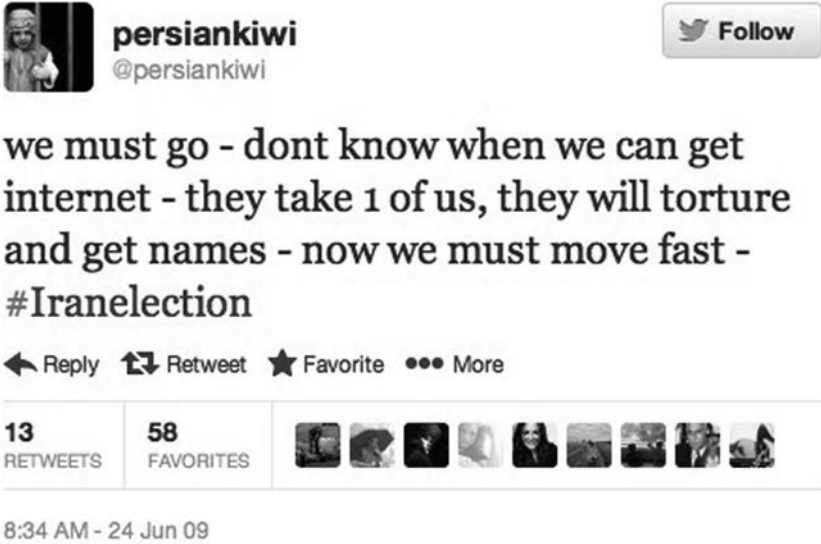 persiankiwi
Follow
@persiankiwi
we must go - dont know when we can get
internet - they take 1 of us, they will torture
and get names - now we must move fast -
#Iranelection
Reply Retweet Favorite More
13 58
RETWEETS FAVORITES
8:34 AM - 24 Jun 09